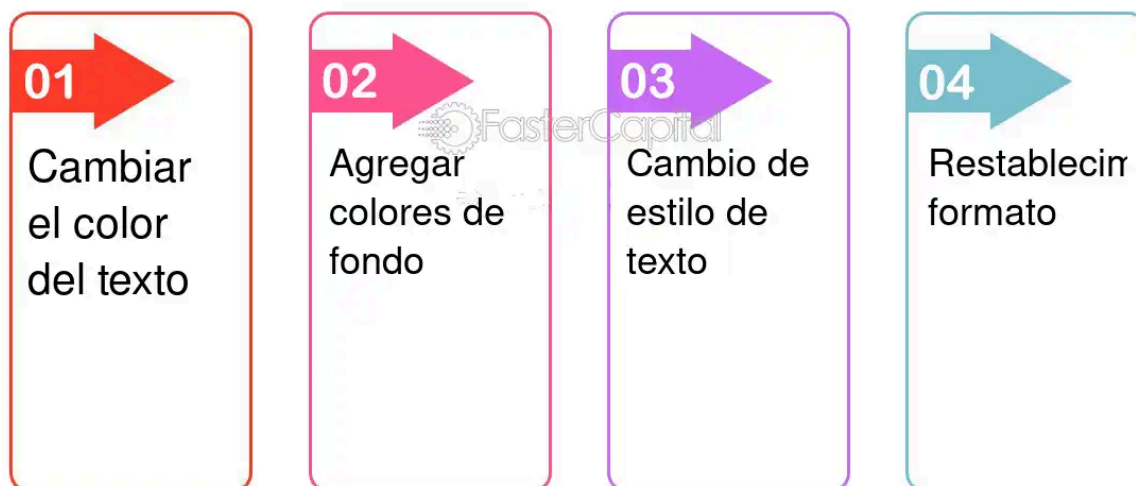 01
Cambiar
el color
del texto
02
Agregar
colores de
fondo
03
Cambio de
estilo de
texto
04
Restablecim
formato
FasterCapital